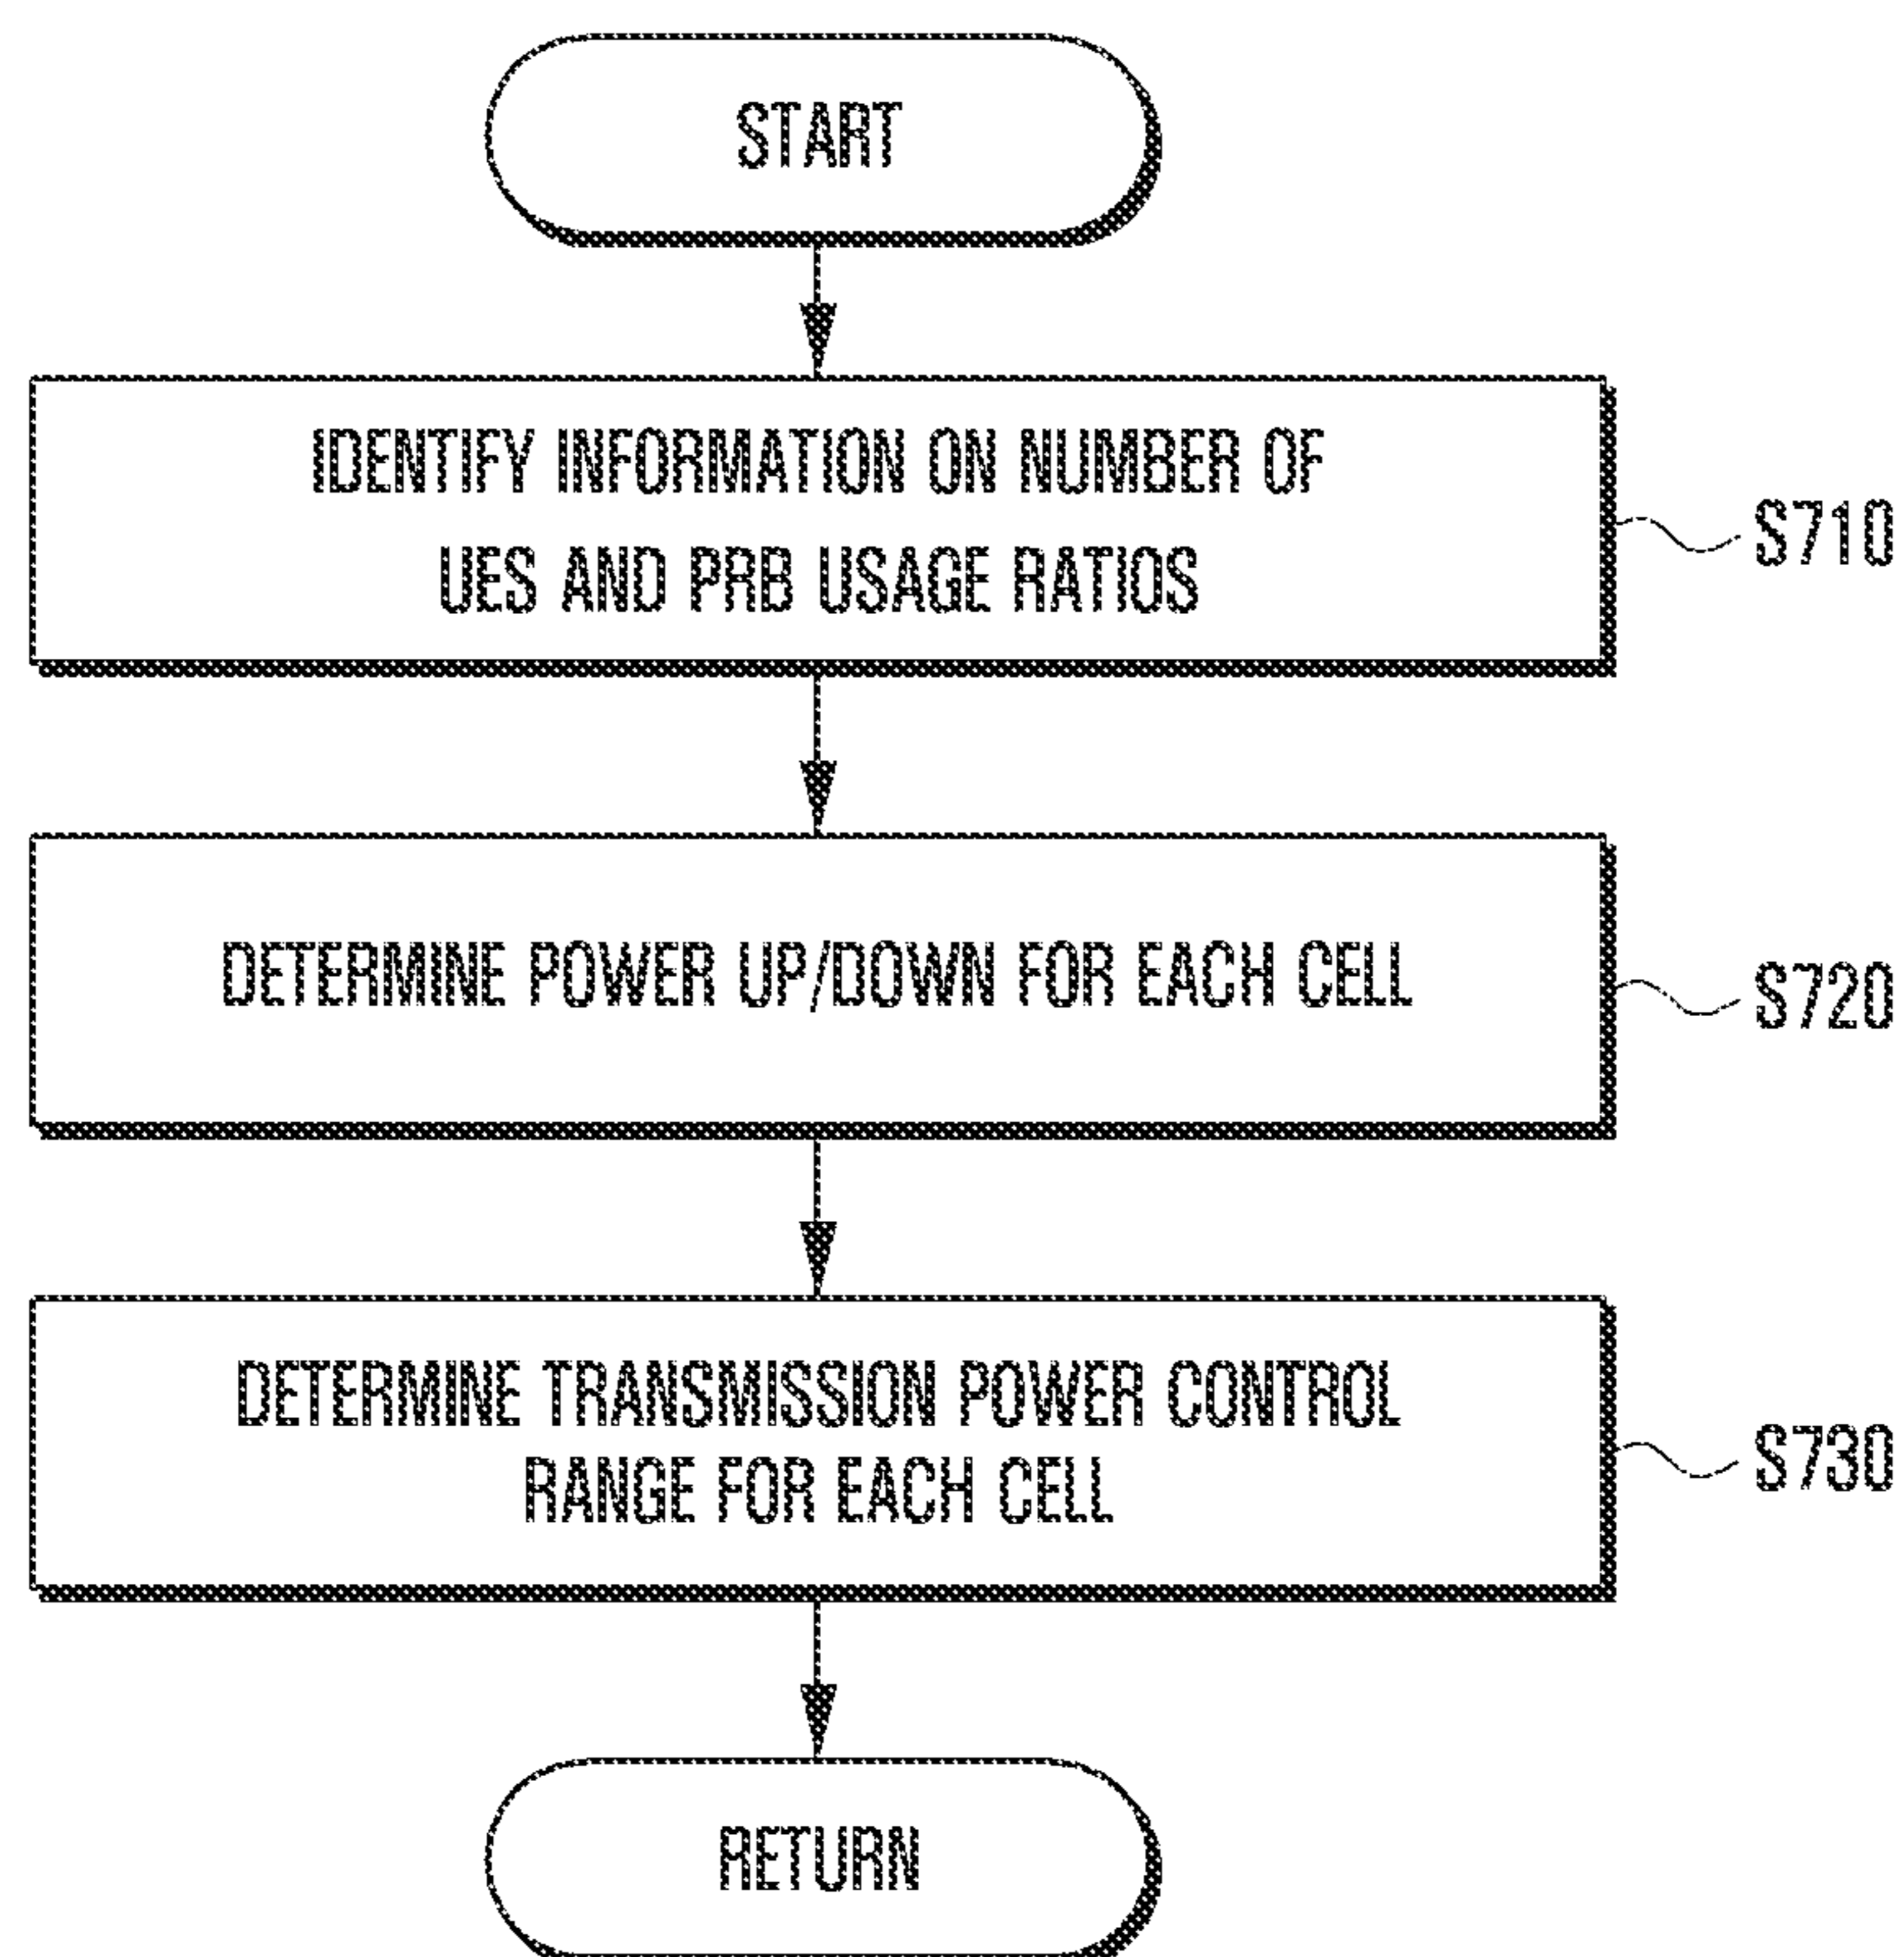 START
IDENTIFY INFORMATION ON NUMBER OF
UES AND PRB USAGE RATIOS
S710
DETERMINE POWER UP/DOWN FOR EACH CELL
S720
DETERMINE TRANSMISSION POWER CONTROL
RANGE FOR EACH CELL
S730
RETURN